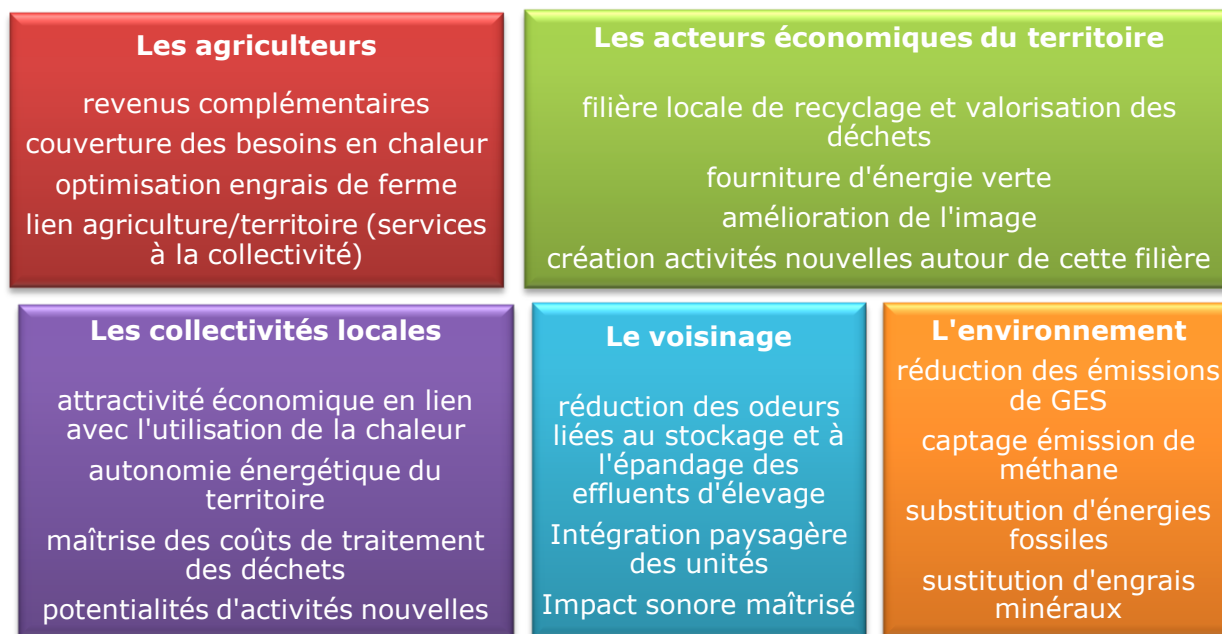 Les agriculteurs
revenus complémentaires
couverture des besoins en chaleur
optimisation engrais de ferme
lien agriculture/territoire (services
à la collectivité)
Les acteurs économiques du territoire
filière locale de recyclage et valorisation des
déchets
fourniture d'énergie verte
amélioration de l'image
création activités nouvelles autour de cette filière
Les collectivités locales
attractivité économique en lien
avec l'utilisation de la chaleur
autonomie énergétique du
territoire
maîtrise des coûts de traitement
des déchets
potentialités d'activités nouvelles
Le voisinage
réduction des odeurs
liées au stockage et à
l'épandage des
effluents d'élevage
Intégration paysagère
des unités
Impact sonore maîtrisé
L'environnement
réduction des émissions
de GES
captage émission de
méthane
substitution d'énergies
fossiles
sustitution d'engrais
minéraux